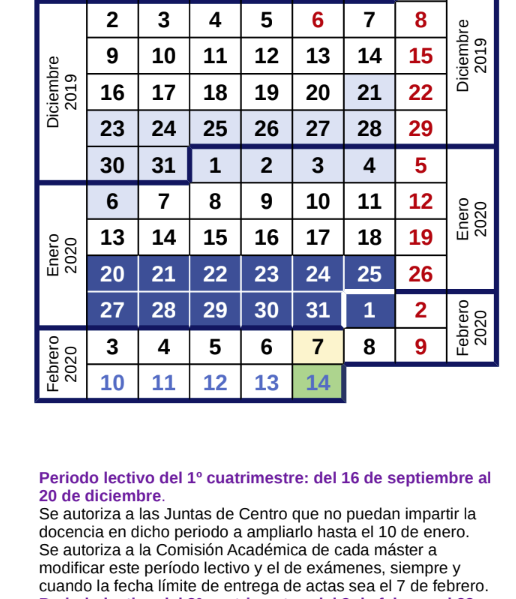 Diciembre
2019
2 3 4 5 6 7 8
9 10 11 12 13 14 15
16 17 18 19 20 21 22
23 24 25 26 27 28 29
30 31 1 2 3 4 5
Diciembre
2019
Enero
2020
6 7 8 9 10 11 12
13 14 15 16 17 18 19
20 21 22 23 24 25 26
27 28 29 30 31 1 2
Enero
2020
Febrero
2020
3 4 5 6 7 8 9
10 11 12 13 14
Febrero
2020
Periodo lectivo del 1º cuatrimestre: del 16 de septiembre al
20 de diciembre.
Se autoriza a las Juntas de Centro que no puedan impartir la
docencia en dicho periodo a ampliarlo hasta el 10 de enero.
Se autoriza a la Comisión Académica de cada máster a
modificar este período lectivo y el de exámenes, siempre y
cuando la fecha límite de entrega de actas sea el 7 de febrero.